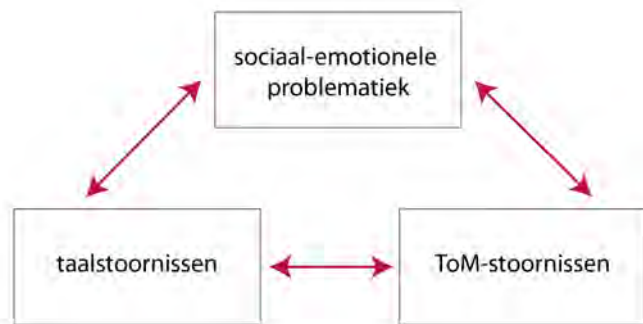 sociaal-emotionele
problematiek
taalstoornissen
ToM-stoornissen